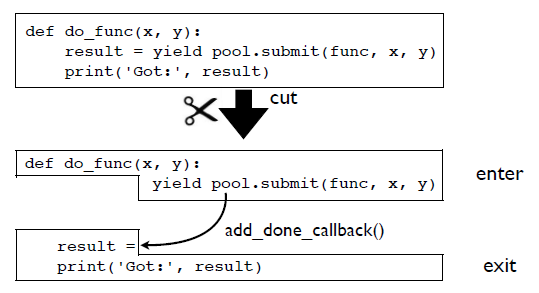 def do_func(x, y):
    result = yield pool.submit(func, x, y)
    print('Got:', result)
cut
def do_func(x, y):
yield pool.submit(func, x, y)
enter
add_done_callback()
result =
print('Got:', result)
exit